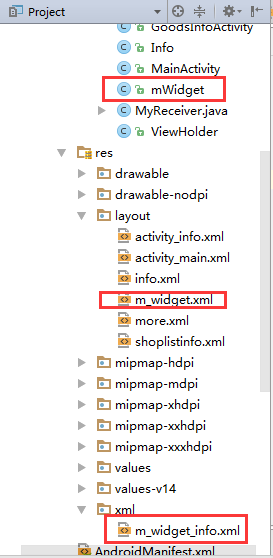 Project
GoodsInfoActivity
Info
MainActivity
mWidget
MyReceiver.java
ViewHolder
res
drawable
drawable-nodpi
layout
activity_info.xml
activity_main.xml
info.xml
m_widget.xml
more.xml
shoplistinfo.xml
mipmap-hdpi
mipmap-mdpi
mipmap-xhdpi
mipmap-xxhdpi
mipmap-xxxhdpi
values
values-v14
xml
m_widget_info.xml
AndroidManifest.xml